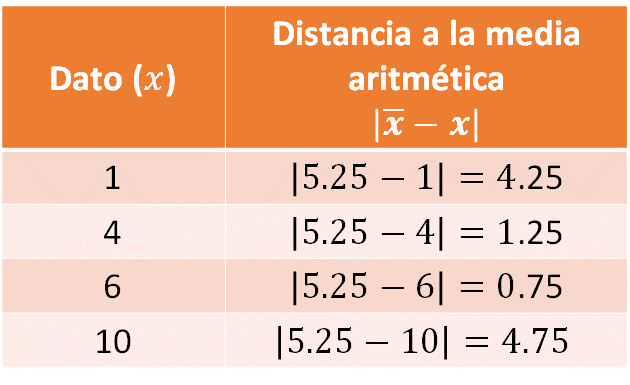 Dato (x)
Distancia a la media
aritmética
|x̅ − x|
1
|5.25 − 1| = 4.25
4
|5.25 − 4| = 1.25
6
|5.25 − 6| = 0.75
10
|5.25 − 10| = 4.75